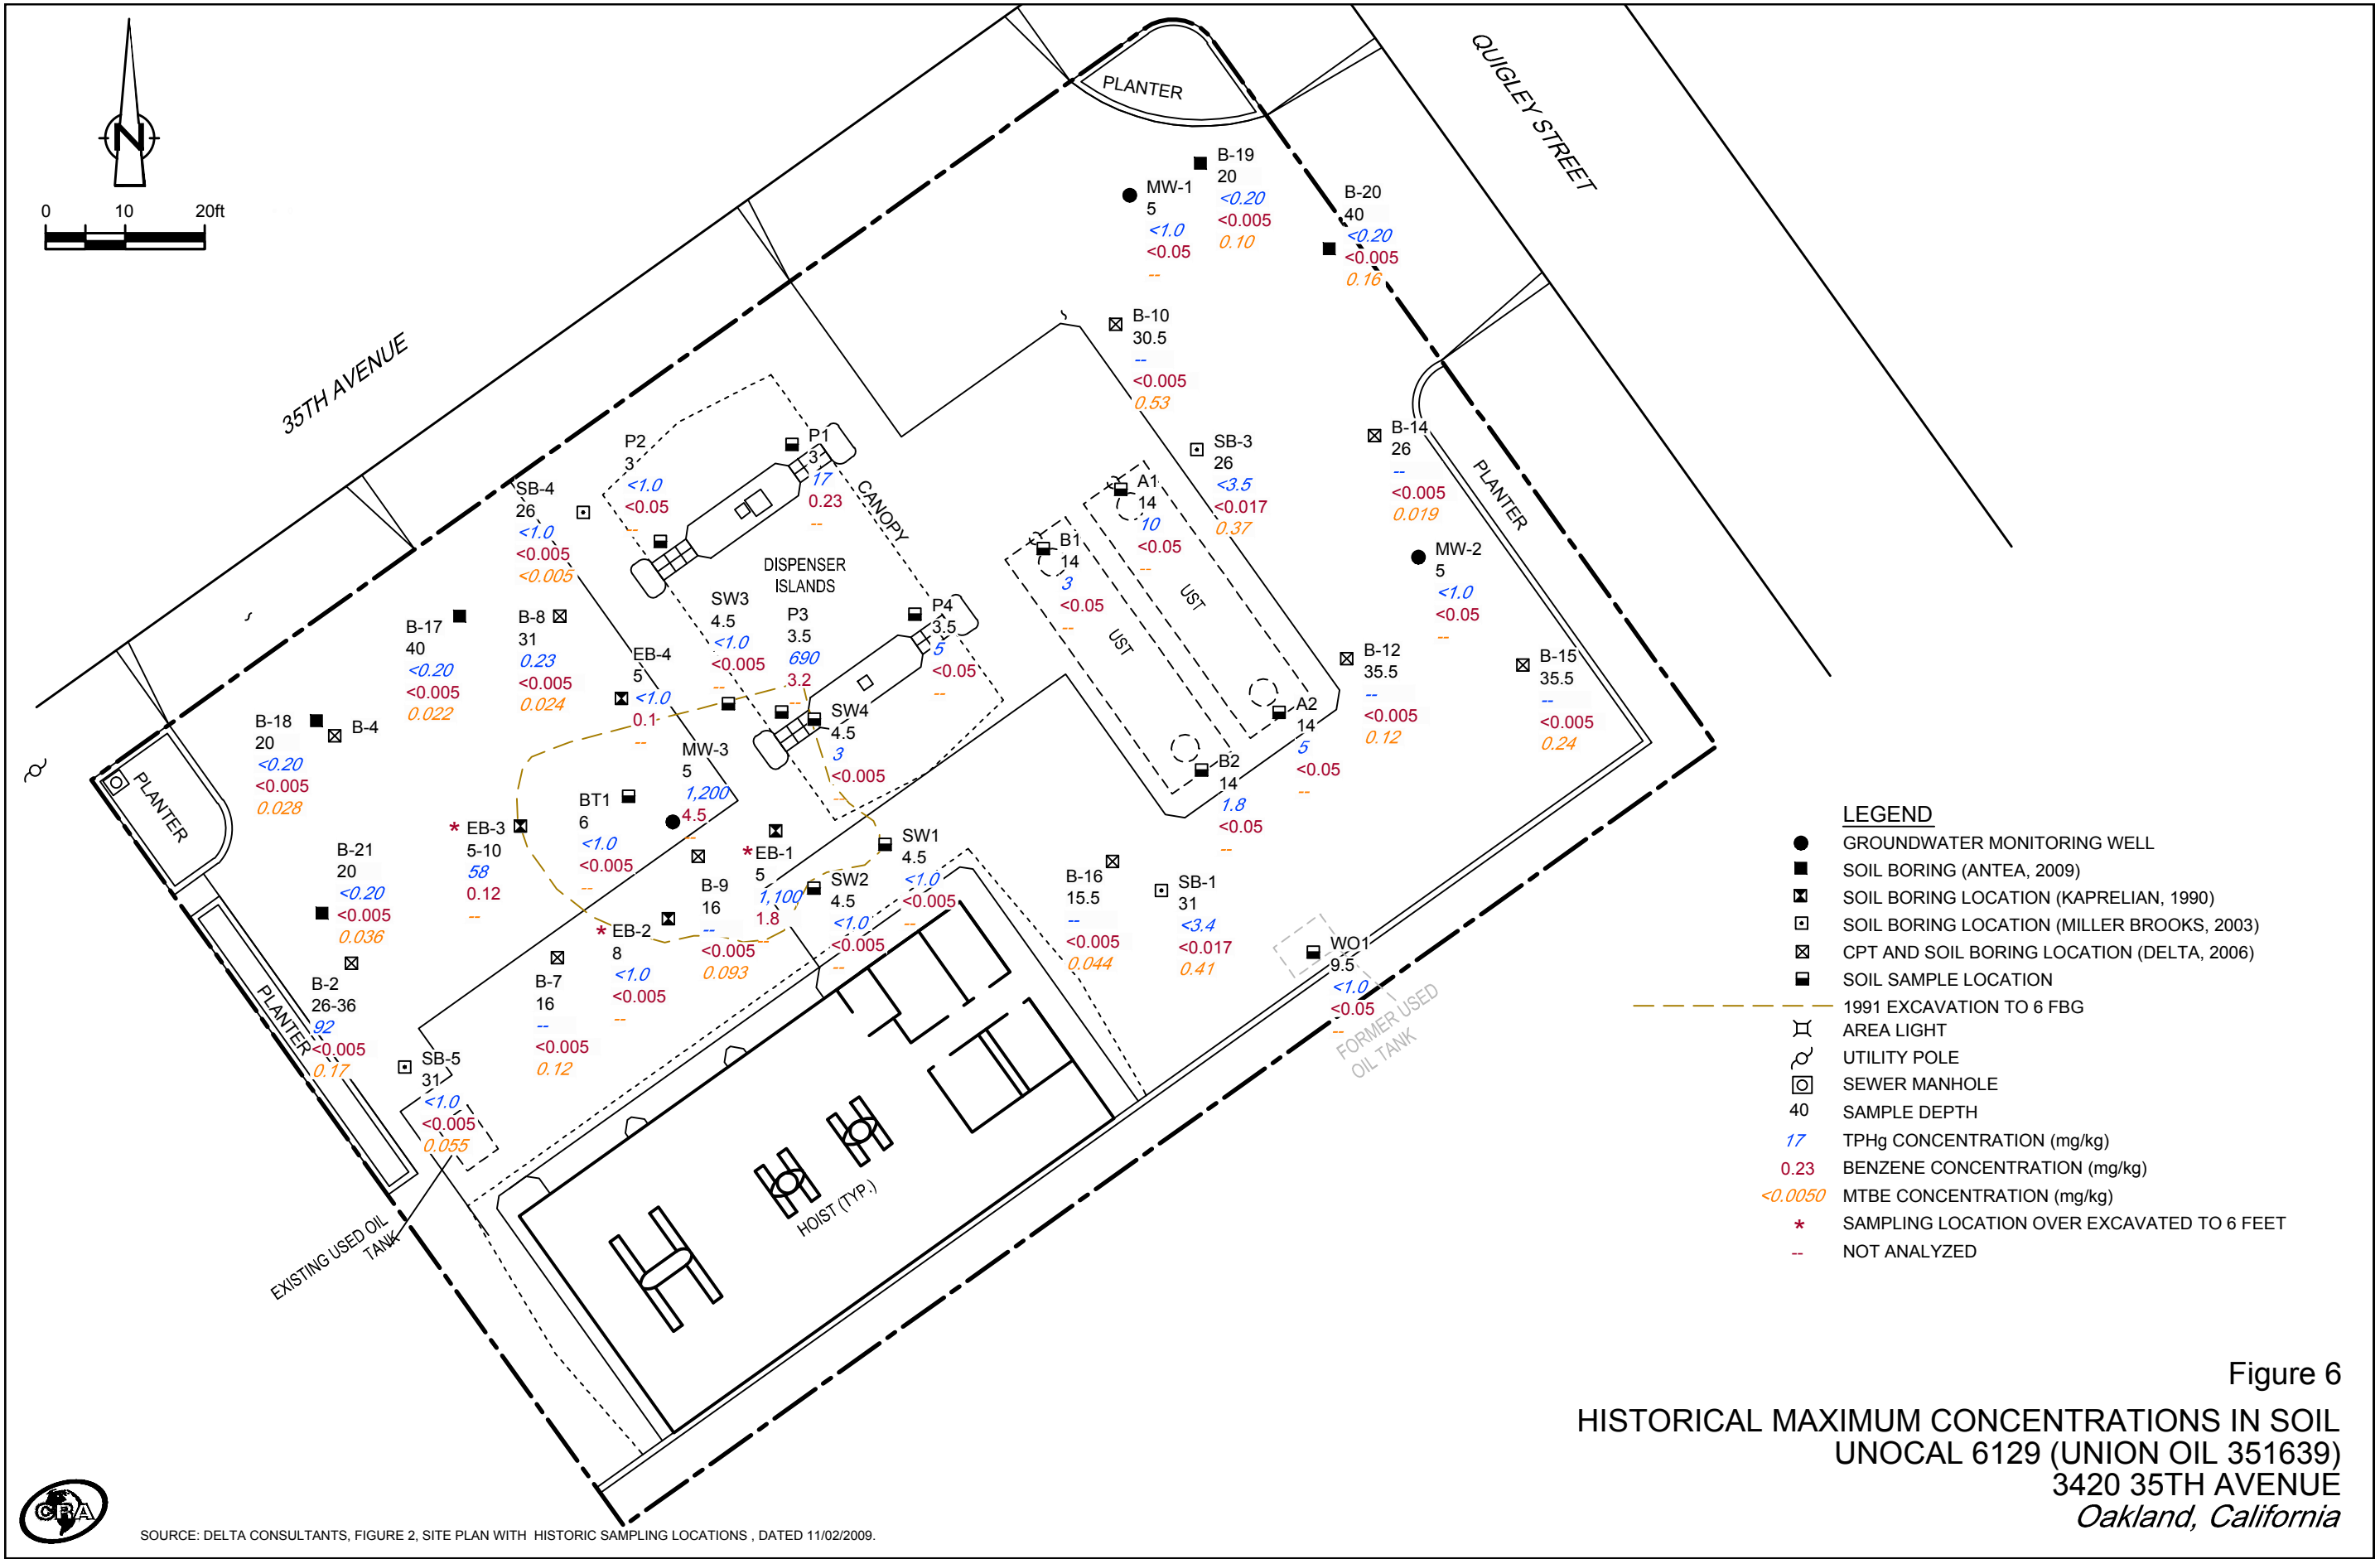 N
0 10 20ft
35TH AVENUE
QUIGLEY STREET
PLANTER
B-19
20
<0.20
<0.005
0.10
MW-1
5
<1.0
<0.05
--
B-20
40
<0.20
<0.005
0.16
B-10
30.5
--
<0.005
0.53
SB-3
26
<3.5
<0.017
0.37
B-14
26
--
<0.005
0.019
PLANTER
MW-2
5
<1.0
<0.05
--
B-12
35.5
--
<0.005
0.12
B-15
35.5
--
<0.005
0.24
P1
3
17
0.23
--
P2
3
<1.0
<0.05
--
CANOPY
DISPENSER
ISLANDS
SB-4
26
<1.0
<0.005
<0.005
A1
14
10
<0.05
--
B1
14
3
<0.05
--
UST
UST
A2
14
5
<0.05
--
B2
14
1.8
<0.05
--
B-17
40
<0.20
<0.005
0.022
B-8
31
0.23
<0.005
0.024
EB-4
5
<1.0
0.1
--
SW3
4.5
<1.0
<0.005
--
P3
3.5
690
3.2
--
P4
3.5
5
<0.05
--
SW4
4.5
3
<0.005
--
B-18
20
<0.20
<0.005
0.028
B-4
PLANTER
MW-3
5
1,200
4.5
--
BT1
6
<1.0
<0.005
--
* EB-3
5-10
58
0.12
--
B-21
20
<0.20
<0.005
0.036
B-2
26-36
92
<0.005
0.17
PLANTER
SB-5
31
<1.0
<0.005
0.055
EXISTING USED OIL
TANK
B-7
16
--
<0.005
0.12
* EB-2
8
<1.0
<0.005
--
B-9
16
--
<0.005
0.093
*EB-1
5
1,100
1.8
--
SW1
4.5
<1.0
<0.005
--
SW2
4.5
<1.0
<0.005
--
B-16
15.5
--
<0.005
0.044
SB-1
31
<3.4
<0.017
0.41
WO1
9.5
<1.0
<0.05
--
FORMER USED
OIL TANK
HOIST (TYP.)
LEGEND
GROUNDWATER MONITORING WELL
SOIL BORING (ANTEA, 2009)
SOIL BORING LOCATION (KAPRELIAN, 1990)
SOIL BORING LOCATION (MILLER BROOKS, 2003)
CPT AND SOIL BORING LOCATION (DELTA, 2006)
SOIL SAMPLE LOCATION
1991 EXCAVATION TO 6 FBG
AREA LIGHT
UTILITY POLE
SEWER MANHOLE
40 SAMPLE DEPTH
17 TPHg CONCENTRATION (mg/kg)
0.23 BENZENE CONCENTRATION (mg/kg)
<0.0050 MTBE CONCENTRATION (mg/kg)
* SAMPLING LOCATION OVER EXCAVATED TO 6 FEET
-- NOT ANALYZED
Figure 6
HISTORICAL MAXIMUM CONCENTRATIONS IN SOIL
UNOCAL 6129 (UNION OIL 351639)
3420 35TH AVENUE
Oakland, California
CRA
SOURCE: DELTA CONSULTANTS, FIGURE 2, SITE PLAN WITH HISTORIC SAMPLING LOCATIONS , DATED 11/02/2009.